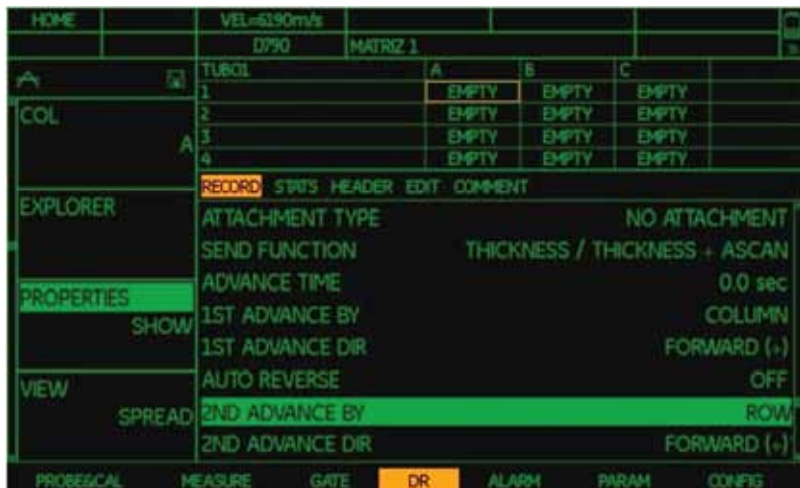 HOME VEL=6190m/s
D790 MATRIZ 1
TUBO1 A B C
1 EMPTY EMPTY EMPTY
2 EMPTY EMPTY EMPTY
3 EMPTY EMPTY EMPTY
4 EMPTY EMPTY EMPTY
COL
A
EXPLORER
PROPERTIES
SHOW
VIEW
SPREAD
RECORD STATS HEADER EDIT COMMENT
ATTACHMENT TYPE NO ATTACHMENT
SEND FUNCTION THICKNESS / THICKNESS + ASCAN
ADVANCE TIME 0.0 sec
1ST ADVANCE BY COLUMN
1ST ADVANCE DIR FORWARD (+)
AUTO REVERSE OFF
2ND ADVANCE BY ROW
2ND ADVANCE DIR FORWARD (+)
PROBE&CAL MEASURE GATE DR ALARM PARAM CONFIG